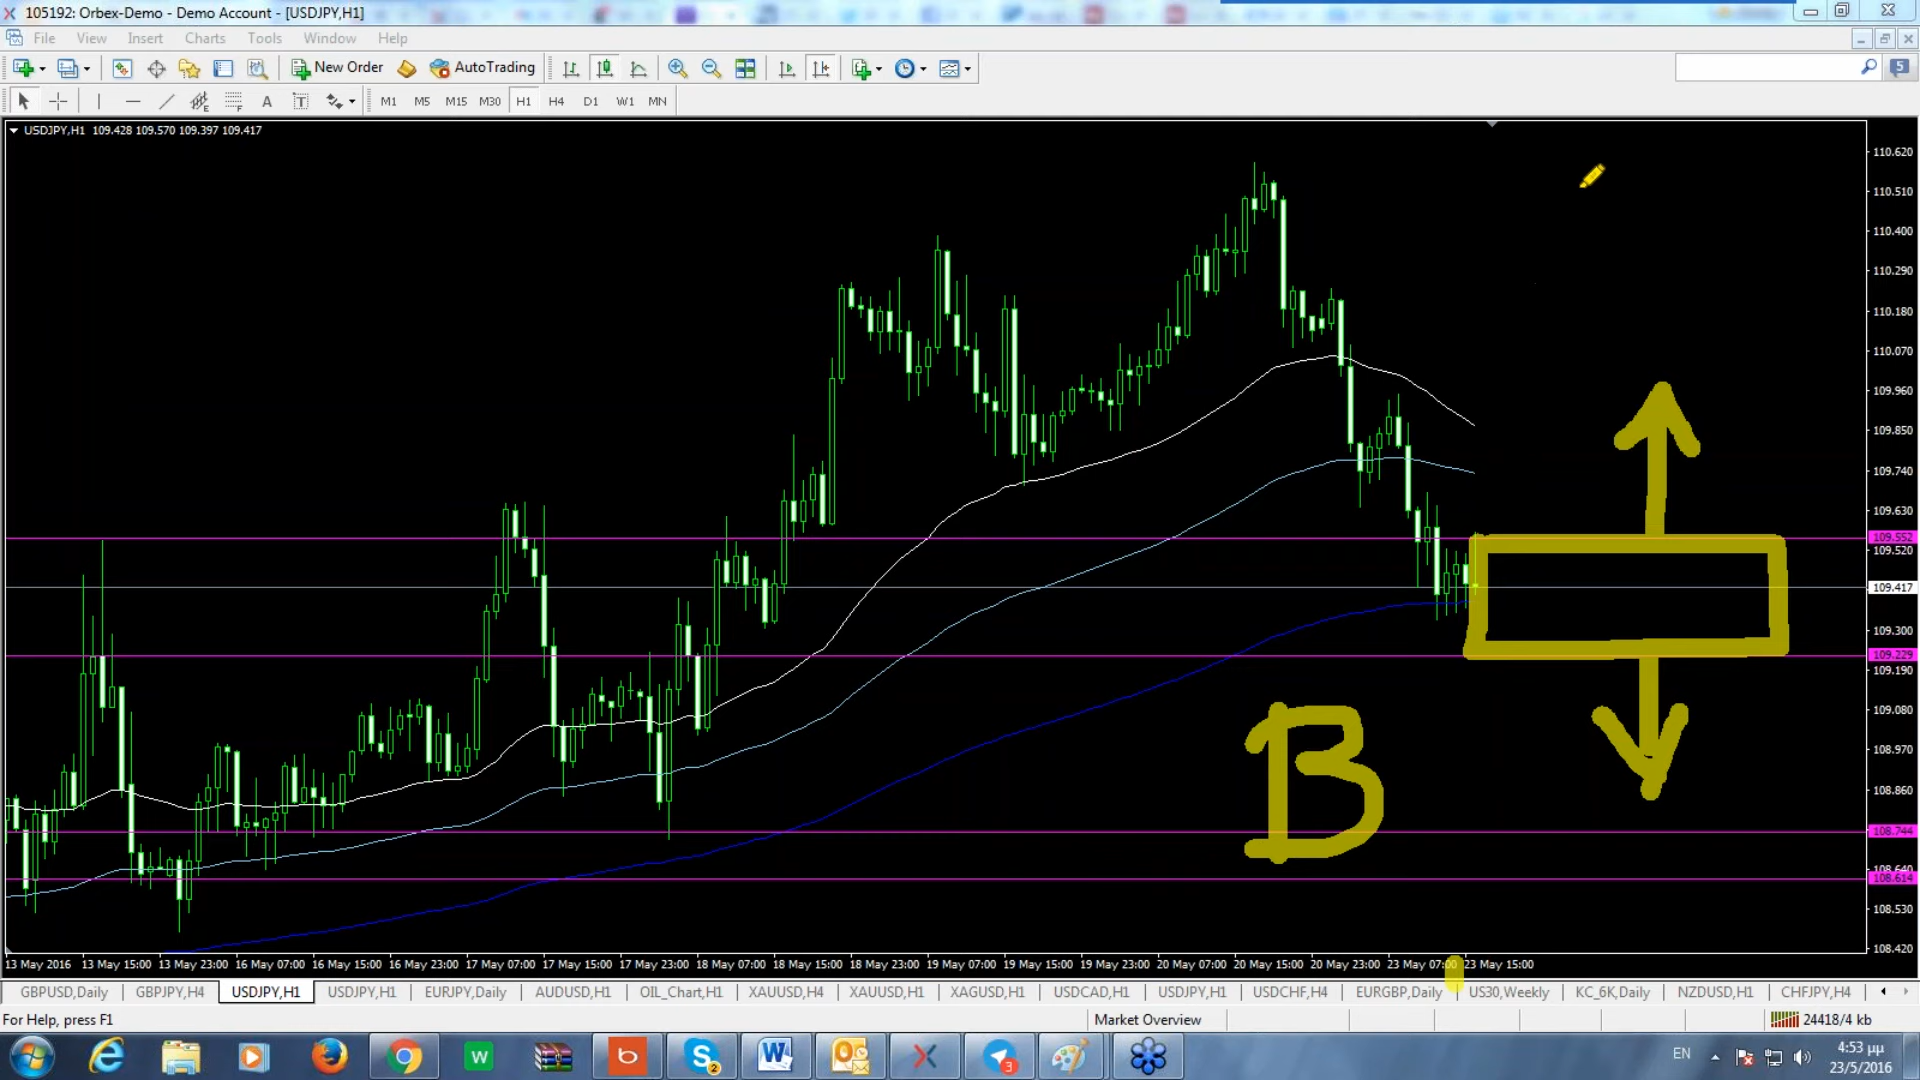 105192: Orbex-Demo - Demo Account - [USDJPY,H1]
File View Insert Charts Tools Window Help
New Order AutoTrading 5
A T M1 M5 M15 M30 H1 H4 D1 W1 MN
USDJPY,H1 109.428 109.570 109.397 109.417
110.620
110.510
110.400
110.290
110.180
110.070
109.960
109.850
109.740
109.630
109.552
109.520
109.417
109.300
109.229
109.190
109.080
108.970
108.860
108.744
108.640
108.614
108.530
108.420
B
13 May 2016 13 May 15:00 13 May 23:00 16 May 07:00 16 May 15:00 16 May 23:00 17 May 07:00 17 May 15:00 17 May 23:00 18 May 07:00 18 May 15:00 18 May 23:00 19 May 07:00 19 May 15:00 19 May 23:00 20 May 07:00 20 May 15:00 20 May 23:00 23 May 07:00 23 May 15:00
GBPUSD,Daily GBPJPY,H4 USDJPY,H1 USDJPY,H1 EURJPY,Daily AUDUSD,H1 OIL_Chart,H1 XAUUSD,H4 XAUUSD,H1 XAGUSD,H1 USDCAD,H1 USDJPY,H1 USDCHF,H4 EURGBP,Daily US30,Weekly KC_6K,Daily NZDUSD,H1 CHFJPY,H4
For Help, press F1 Market Overview 24418/4 kb
W b S 2 W 3 EN 4:53 μμ
23/5/2016